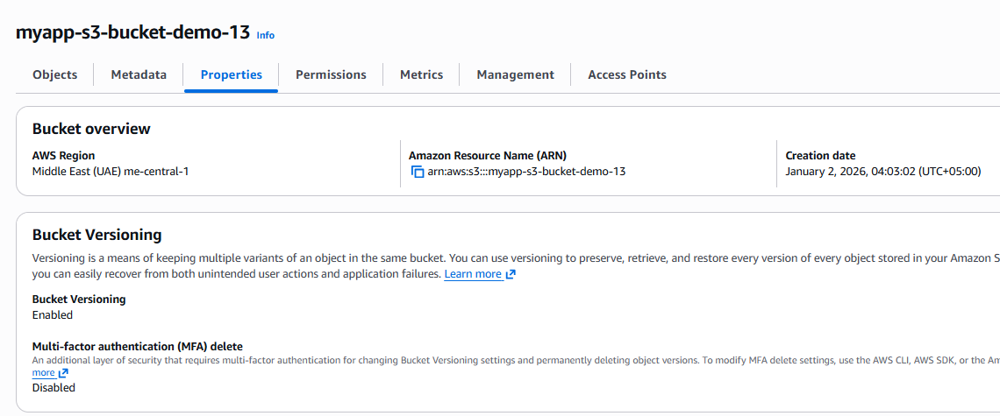 myapp-s3-bucket-demo-13 Info
Objects Metadata Properties Permissions Metrics Management Access Points
Bucket overview
AWS Region
Middle East (UAE) me-central-1
Amazon Resource Name (ARN)
arn:aws:s3:::myapp-s3-bucket-demo-13
Creation date
January 2, 2026, 04:03:02 (UTC+05:00)
Bucket Versioning
Versioning is a means of keeping multiple variants of an object in the same bucket. You can use versioning to preserve, retrieve, and restore every version of every object stored in your Amazon S
you can easily recover from both unintended user actions and application failures. Learn more
Bucket Versioning
Enabled
Multi-factor authentication (MFA) delete
An additional layer of security that requires multi-factor authentication for changing Bucket Versioning settings and permanently deleting object versions. To modify MFA delete settings, use the AWS CLI, AWS SDK, or the Am
more
Disabled